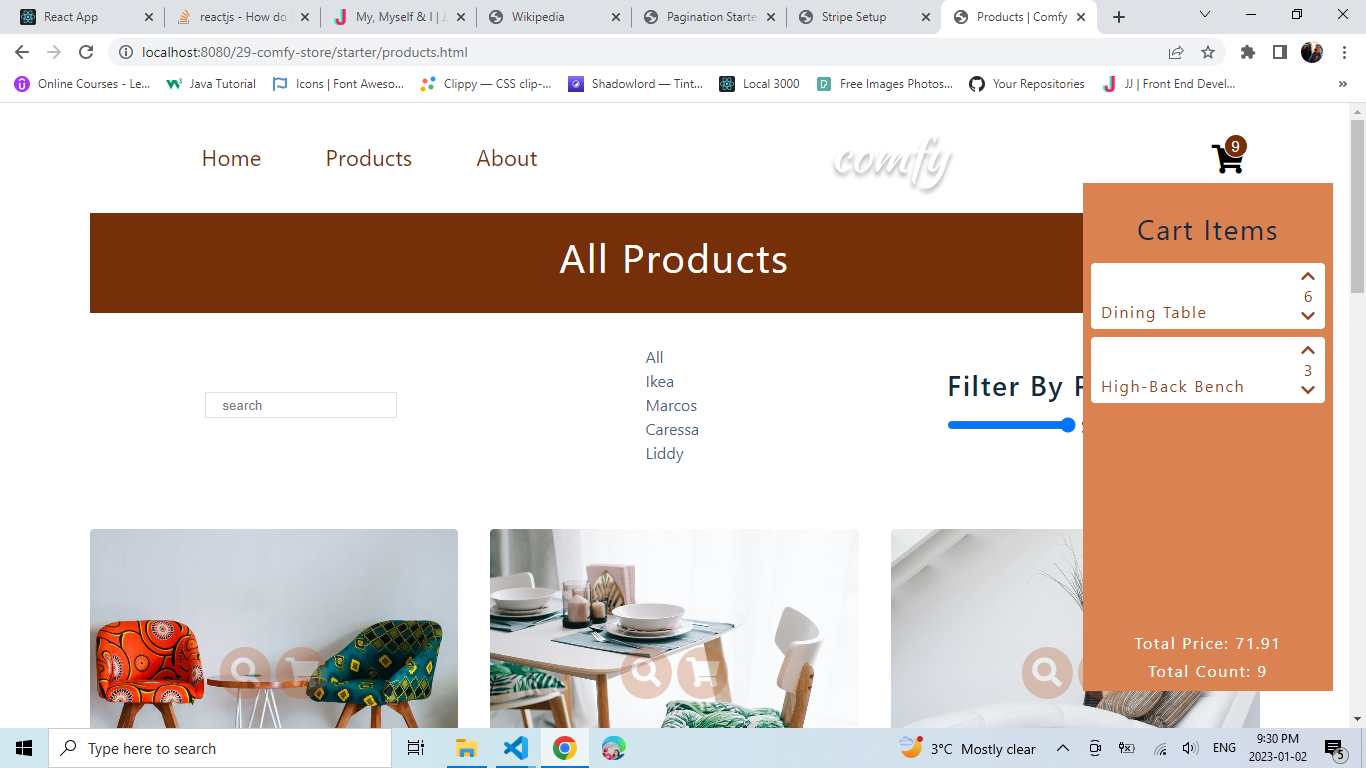 React App
reactjs - How do
My, Myself & I | J
Wikipedia
Pagination Starte
Stripe Setup
Products | Comfy
localhost:8080/29-comfy-store/starter/products.html
Online Courses - Le...
Java Tutorial
Icons | Font Aweso...
Clippy — CSS clip-...
Shadowlord — Tint...
Local 3000
Free Images Photos...
Your Repositories
JJ | Front End Devel...
»
Home
Products
About
comfy
9
All Products
Cart Items
6
Dining Table
3
High-Back Bench
Total Price: 71.91
Total Count: 9
search
All
Ikea
Marcos
Caressa
Liddy
Filter By
Type here to search
3°C Mostly clear
ENG
9:30 PM
2023-01-02
5